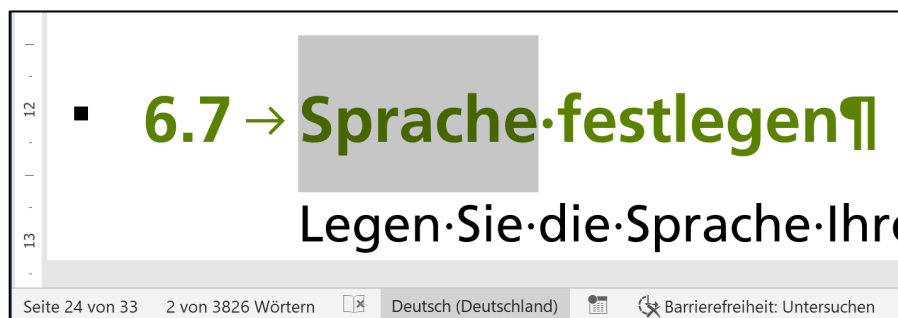 12
■ 6.7 → Sprache·festlegen¶
Legen·Sie·die·Sprache·Ihre
13
Seite 24 von 33 2 von 3826 Wörtern Deutsch (Deutschland) Barrierefreiheit: Untersuchen